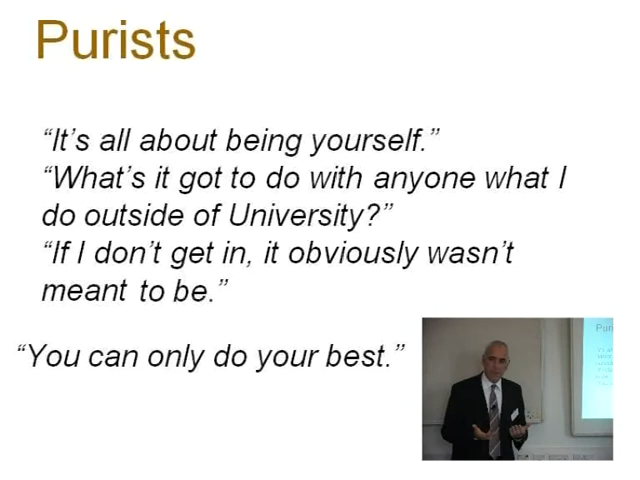 Purists
“It’s all about being yourself.”
“What’s it got to do with anyone what I
do outside of University?”
“If I don’t get in, it obviously wasn’t
meant to be.”
“You can only do your best.”
Puri